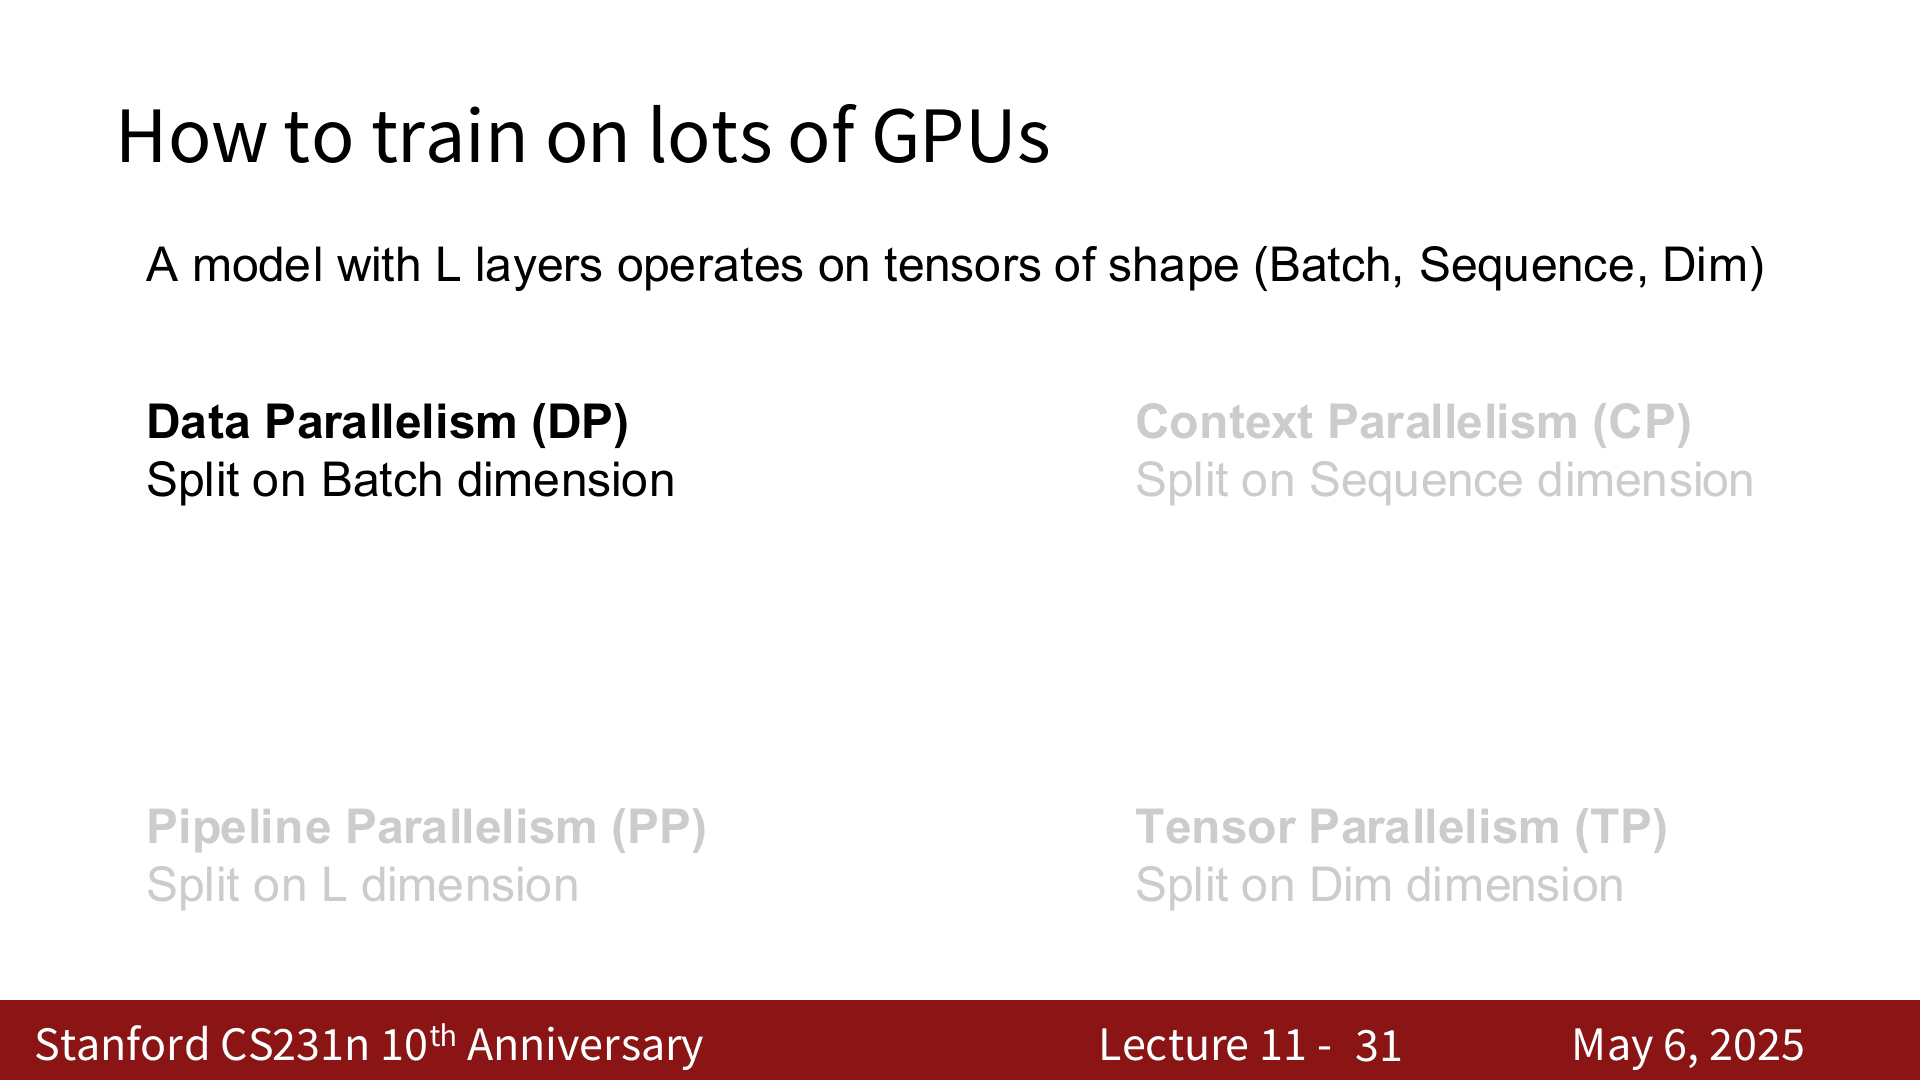 How to train on lots of GPUs
A model with L layers operates on tensors of shape (Batch, Sequence, Dim)
Data Parallelism (DP)
Split on Batch dimension
Context Parallelism (CP)
Split on Sequence dimension
Pipeline Parallelism (PP)
Split on L dimension
Tensor Parallelism (TP)
Split on Dim dimension
Stanford CS231n 10th Anniversary
Lecture 11 - 31
May 6, 2025